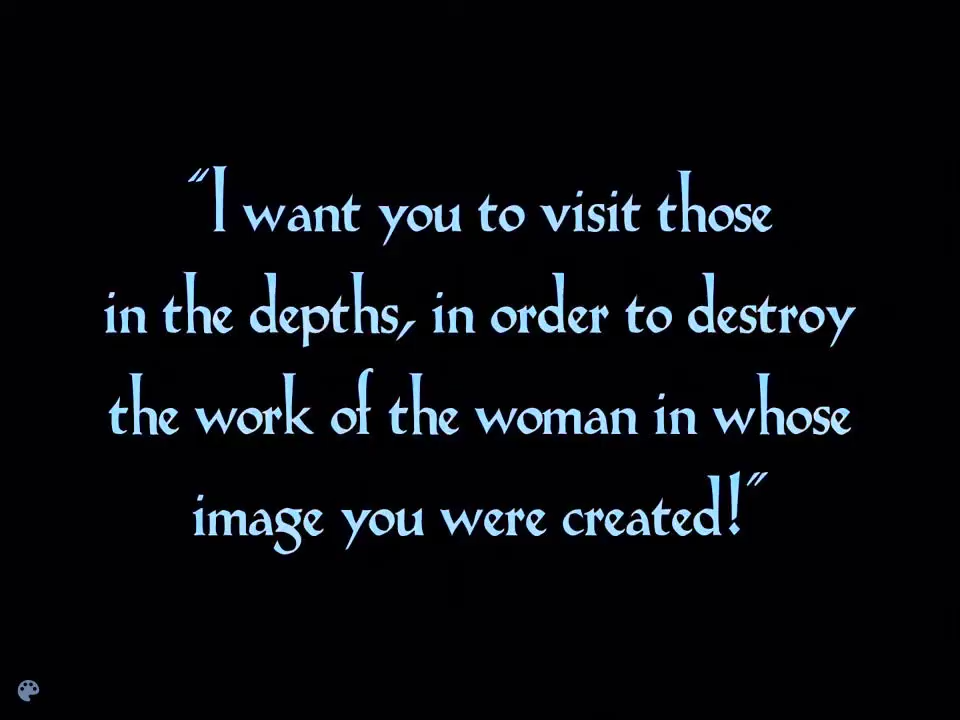 "I want you to visit those
in the depths, in order to destroy
the work of the woman in whose
image you were created!"